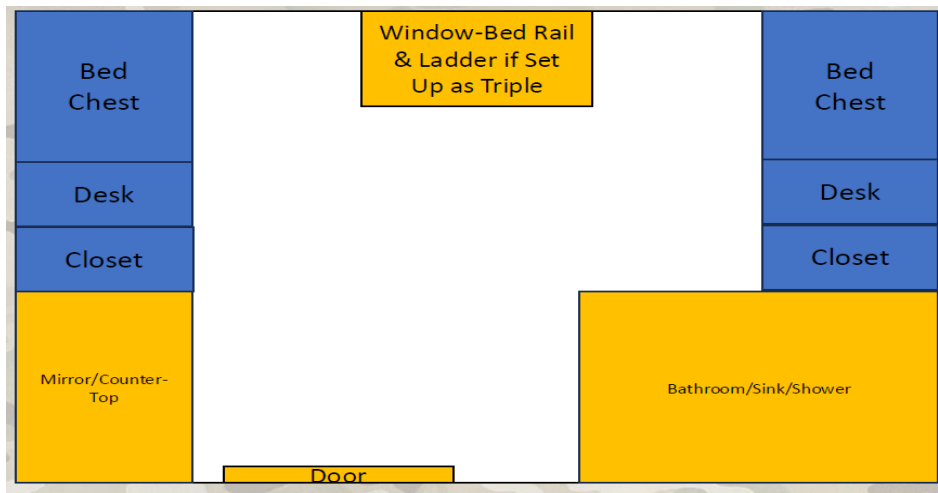 Bed
Chest
Window-Bed Rail
& Ladder if Set
Up as Triple
Bed
Chest
Desk
Desk
Closet
Closet
Mirror/Counter-
Top
Bathroom/Sink/Shower
Door